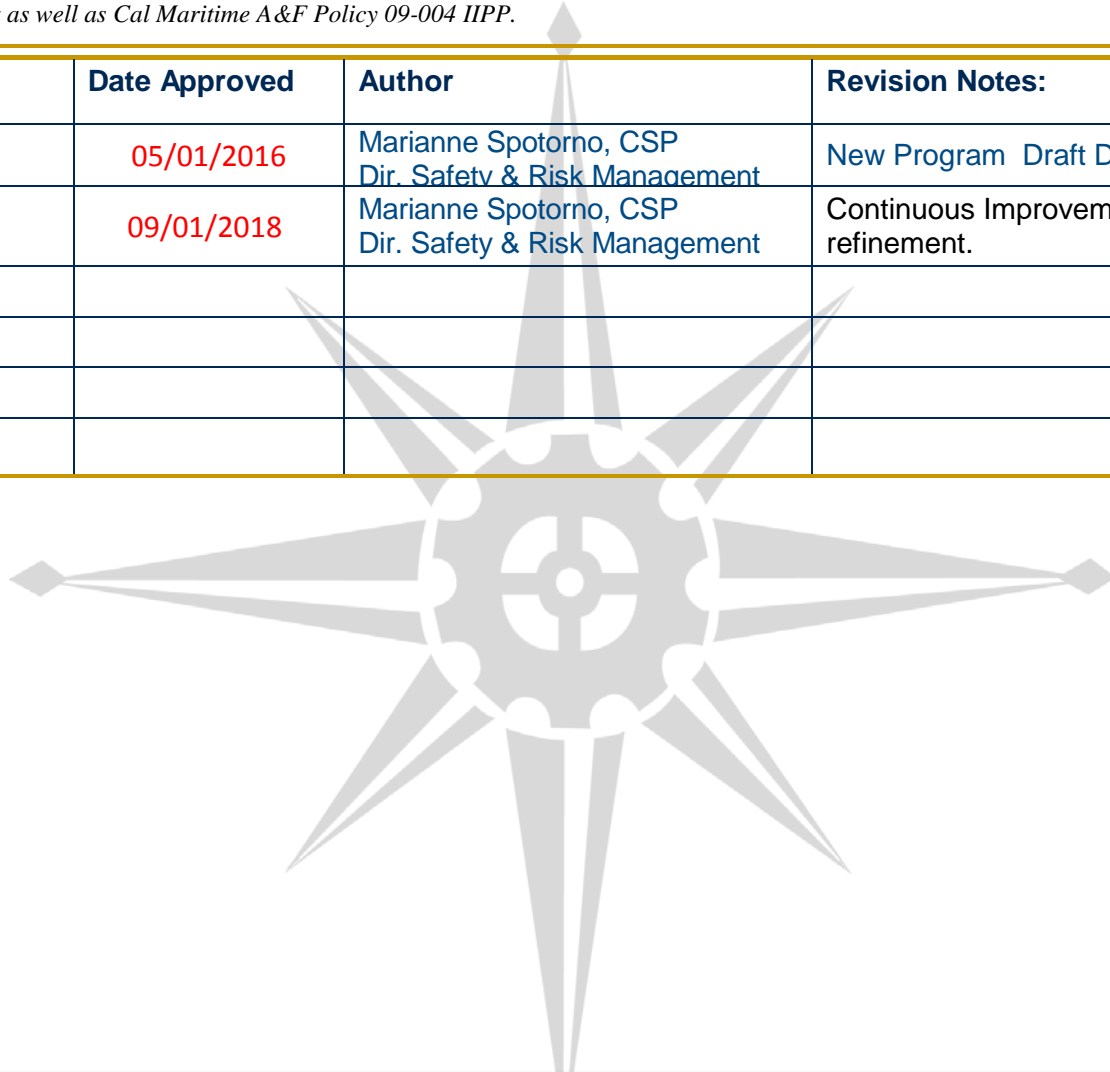 as well as Cal Maritime A&F Policy 09-004 IIPP.
Date Approved Author Revision Notes:
05/01/2016 Marianne Spotorno, CSP New Program Draft D
Dir. Safety & Risk Management
09/01/2018 Marianne Spotorno, CSP Continuous Improvem
Dir. Safety & Risk Management refinement.